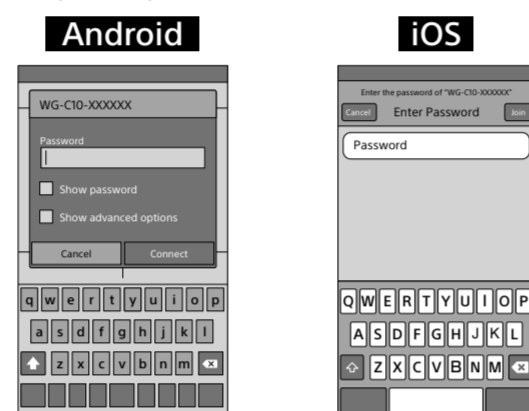 Android
WG-C10-XXXXXX
Password
Show password
Show advanced options
Cancel Connect
q w e r t y u i o p
a s d f g h j k l
z x c v b n m
iOS
Enter the password of "WG-C10-XXXXXX"
Cancel Enter Password Join
Password
Q W E R T Y U I O P
A S D F G H J K L
Z X C V B N M